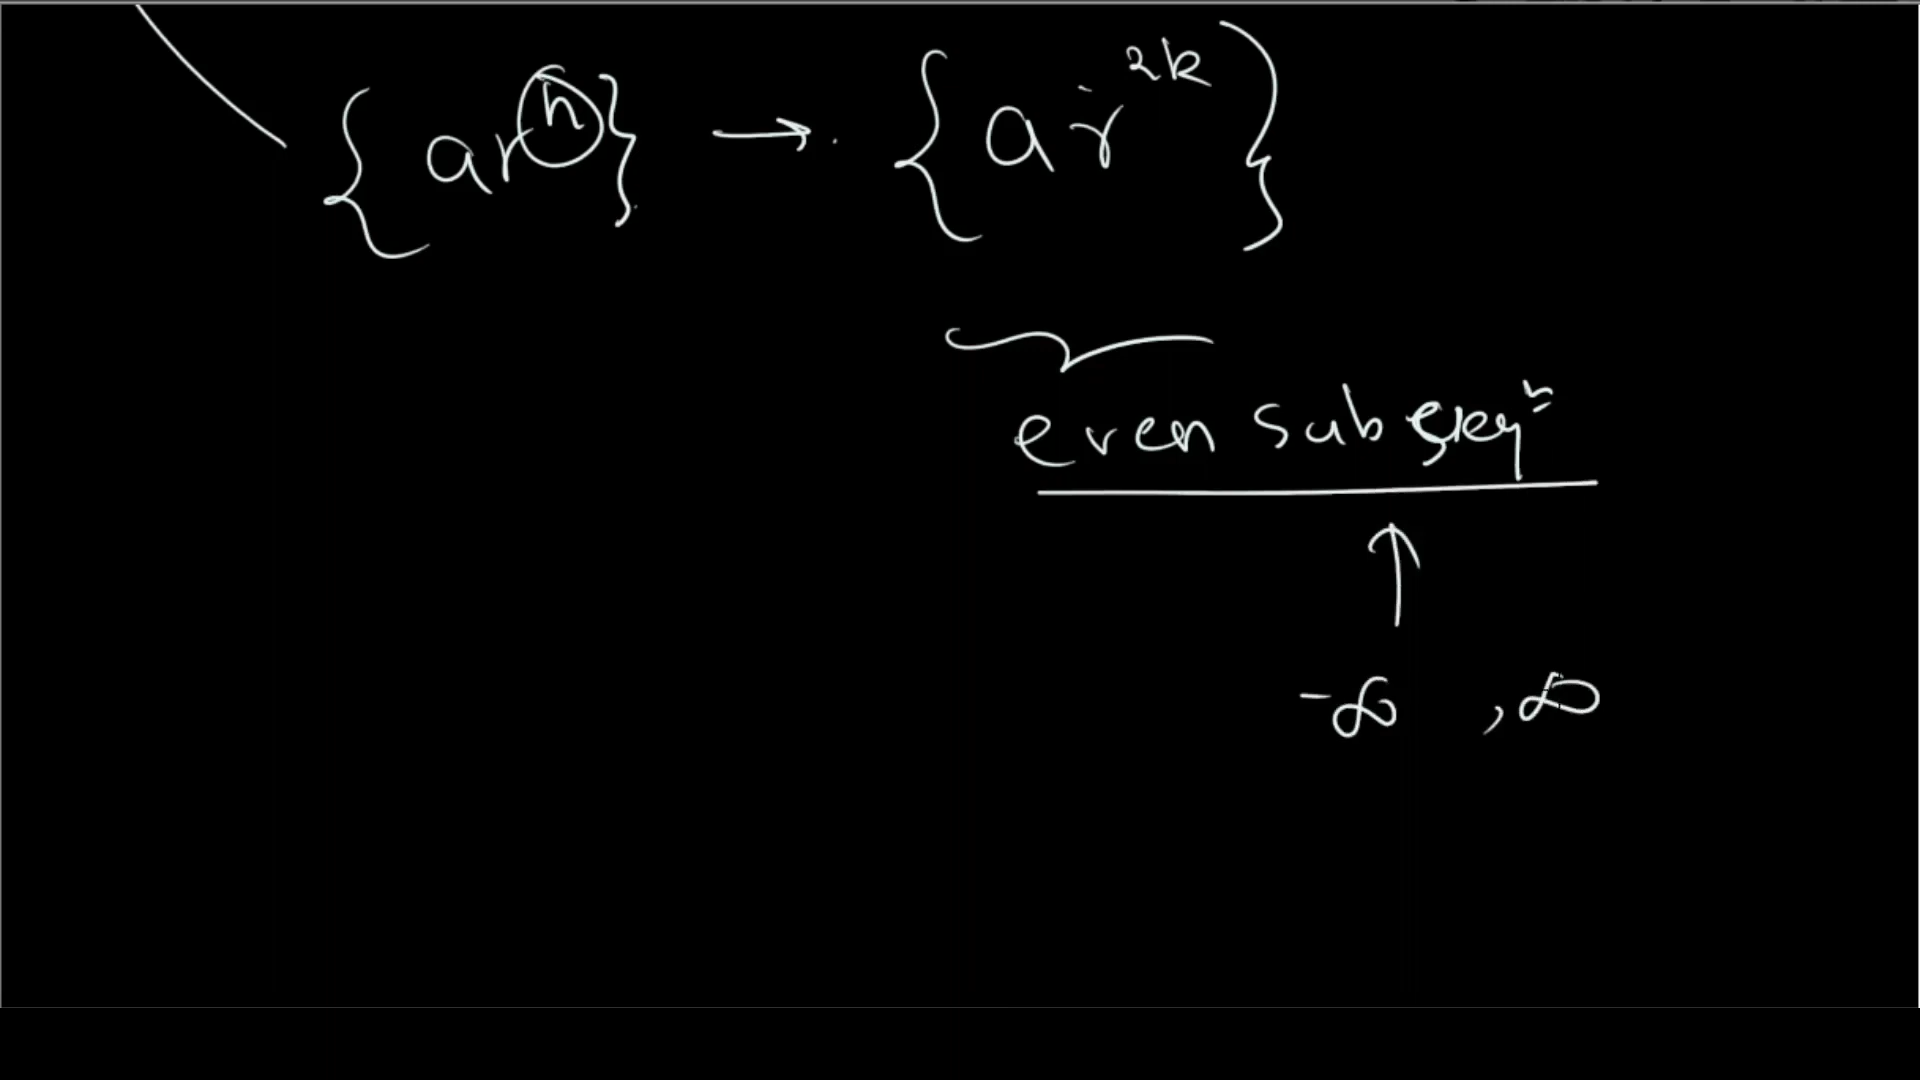 {ar^n} → {ar^{2k}}
even subseq^n
-∞ , ∞